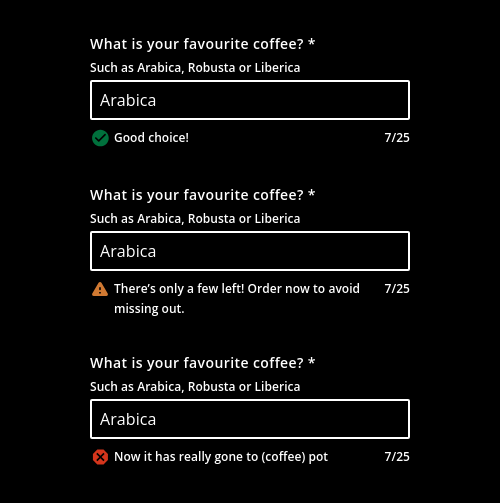 What is your favourite coffee? *
Such as Arabica, Robusta or Liberica
Arabica
Good choice! 7/25
What is your favourite coffee? *
Such as Arabica, Robusta or Liberica
Arabica
There’s only a few left! Order now to avoid 7/25
missing out.
What is your favourite coffee? *
Such as Arabica, Robusta or Liberica
Arabica
Now it has really gone to (coffee) pot 7/25